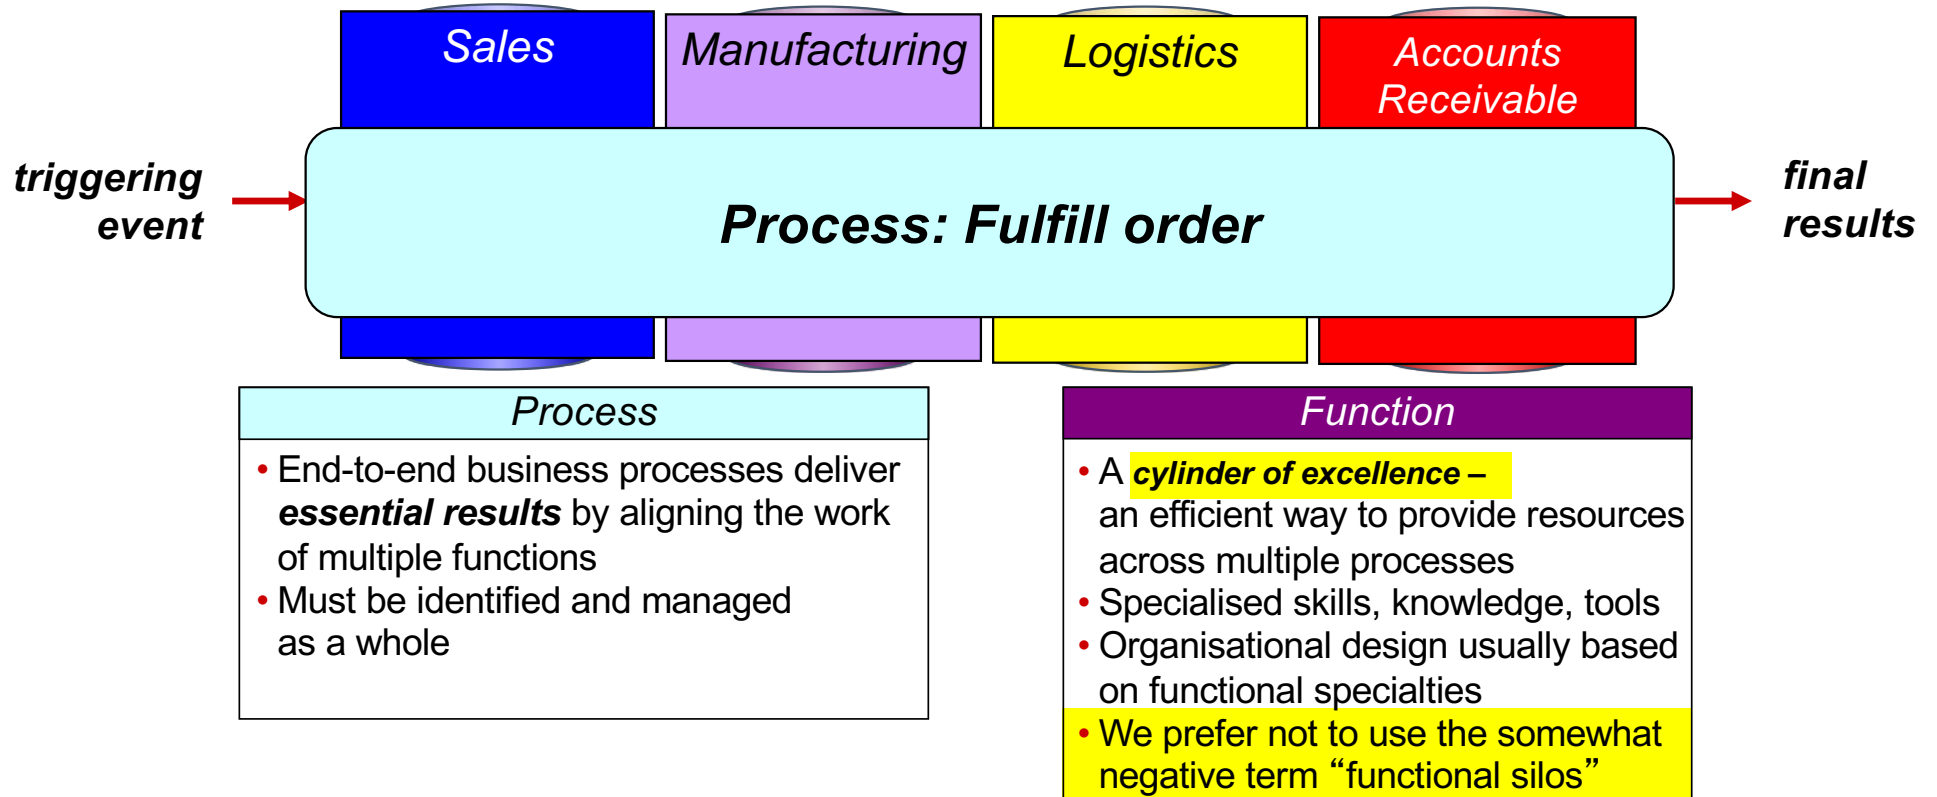 Sales
Manufacturing
Logistics
Accounts
Receivable
triggering
event
Process: Fulfill order
final
results
Process
• End-to-end business processes deliver
essential results by aligning the work
of multiple functions
• Must be identified and managed
as a whole
Function
• A cylinder of excellence –
an efficient way to provide resources
across multiple processes
• Specialised skills, knowledge, tools
• Organisational design usually based
on functional specialties
• We prefer not to use the somewhat
negative term “functional silos”